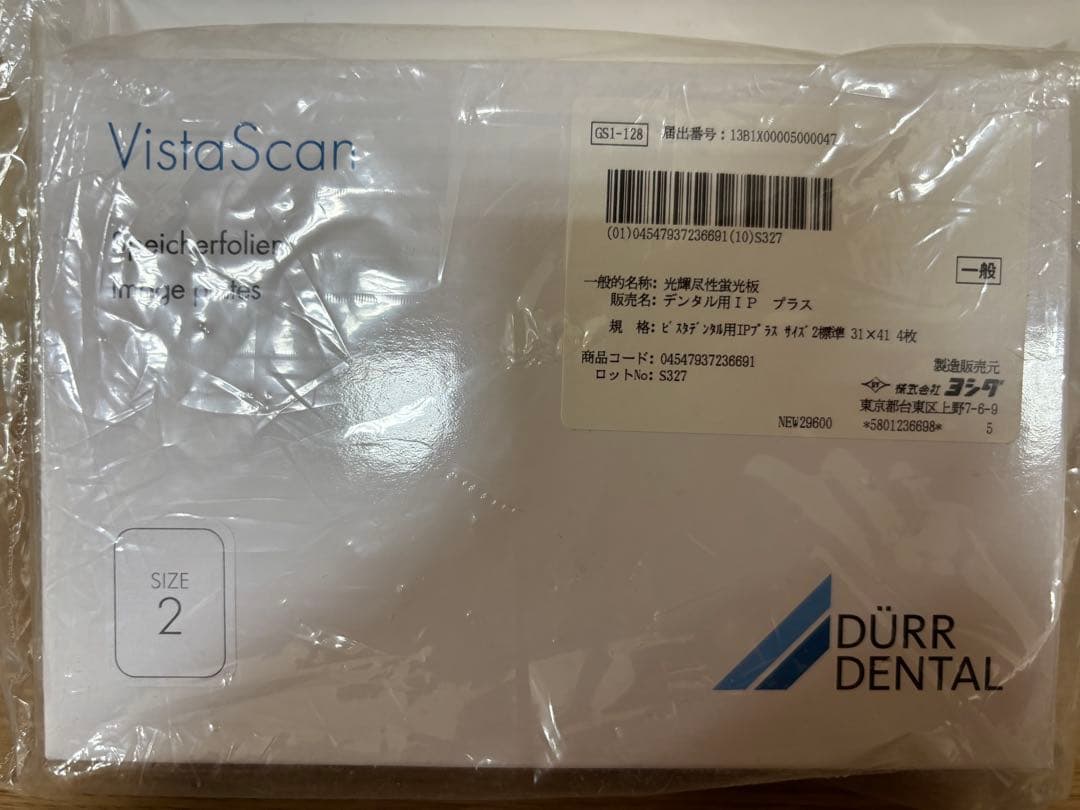 VistaScan
Speicherfolien
image plates
SIZE
2
GS1-128 届出番号：13B1X00005000047
(01)04547937236691(10)S327
一般
一般的名称: 光輝尽性蛍光板
販売名: デンタル用ＩＰ　プラス
規　格: ﾋﾞｽﾀﾃﾞﾝﾀﾙ用IPﾌﾟﾗｽ ｻｲｽﾞ2標準 31×41 4枚
商品コード: 04547937236691
ロットNo: S327
製造販売元
株式会社 ヨシダ
東京都台東区上野7-6-9
NEW29600 *5801236698* 5
DÜRR
DENTAL